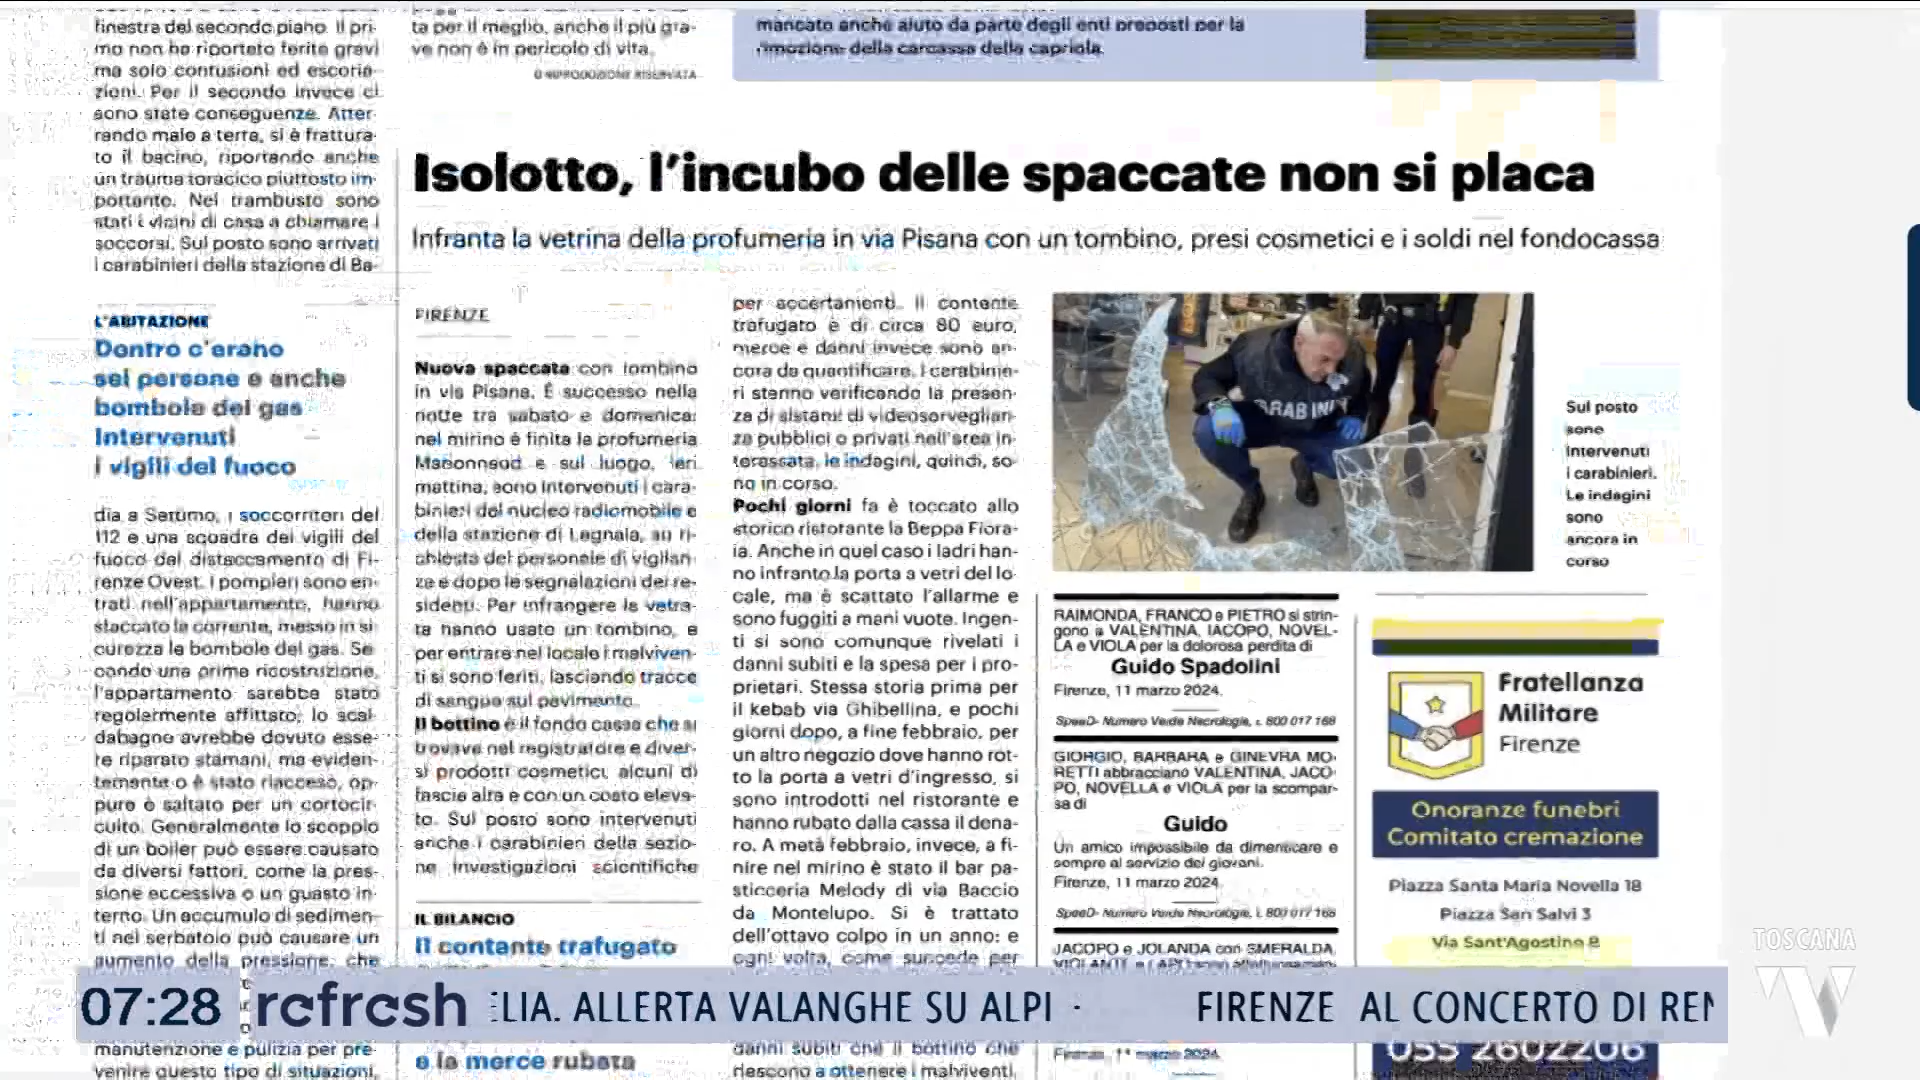 finestra del secondo piano. Il pri-
mo non ha riportato ferite gravi
ma solo contusioni ed escoria-
zioni. Per il secondo invece ci
sono state conseguenze. Atter-
rando male a terra, si è frattura-
to il bacino, riportando anche
un trauma toracico piuttosto im-
portante. Nel trambusto sono
stati i vicini di casa a chiamare i
soccorsi. Sul posto sono arrivati
i carabinieri della stazione di Ba-
L'ABITAZIONE
Dentro c'erano
sei persone e anche
bombole del gas
Intervenuti
i vigili del fuoco
dia a Settimo, i soccorritori del
112 e una squadra dei vigili del
fuoco del distaccamento di Fi-
renze Ovest. I pompieri sono en-
trati nell'appartamento, hanno
staccato la corrente, messo in si-
curezza le bombole del gas. Se-
condo una prima ricostruzione,
l'appartamento sarebbe stato
regolarmente affittato, lo scal-
dabagno avrebbe dovuto esse-
re riparato stamani, ma eviden-
temente o è stato riacceso, op-
pure è saltato per un cortocir-
cuito. Generalmente lo scoppio
di un boiler può essere causato
da diversi fattori, come la pres-
sione eccessiva o un guasto in-
terno. Un accumulo di sedimen-
ti nel serbatoio può causare un
aumento della pressione, che
manutenzione e pulizia per pre-
venire questo tipo di situazioni,
ta per il meglio, anche il più gra-
ve non è in pericolo di vita.
© RIPRODUZIONE RISERVATA
mancato anche aiuto da parte degli enti preposti per la
rimozione della carcassa della capriola.
Isolotto, l'incubo delle spaccate non si placa
Infranta la vetrina della profumeria in via Pisana con un tombino, presi cosmetici e i soldi nel fondocassa
FIRENZE
Nuova spaccata con tombino
in via Pisana. È successo nella
notte tra sabato e domenica:
nel mirino è finita la profumeria
e sul luogo, ieri
mattina, sono intervenuti i cara-
binieri del nucleo radiomobile e
della stazione di Legnaia, su ri-
chiesta del personale di vigilan-
za e dopo le segnalazioni dei re-
sidenti. Per infrangere la vetra-
ta hanno usato un tombino, e
per entrare nel locale i malviven-
ti si sono feriti, lasciando tracce
di sangue sul pavimento.
Il bottino è il fondo cassa che si
trovava nel registratore e diver-
si prodotti cosmetici, alcuni di
fascia alta e con un costo eleva-
to. Sul posto sono intervenuti
anche i carabinieri della sezio-
ne investigazioni scientifiche
IL BILANCIO
Il contante trafugato
e la merce rubata
per accertamenti. Il contante
trafugato è di circa 80 euro,
merce e danni invece sono an-
cora da quantificare. I carabinie-
ri stanno verificando la presen-
za di sistemi di videosorveglian-
za pubblici o privati nell'area in-
teressata, le indagini, quindi, so-
no in corso.
Pochi giorni fa è toccato allo
storico ristorante la Beppa Fiora-
ia. Anche in quel caso i ladri han-
no infranto la porta a vetri del lo-
cale, ma è scattato l'allarme e
sono fuggiti a mani vuote. Ingen-
ti si sono comunque rivelati i
danni subiti e la spesa per i pro-
prietari. Stessa storia prima per
il kebab via Ghibellina, e pochi
giorni dopo, a fine febbraio, per
un altro negozio dove hanno rot-
to la porta a vetri d'ingresso, si
sono introdotti nel ristorante e
hanno rubato dalla cassa il dena-
ro. A metà febbraio, invece, a fi-
nire nel mirino è stato il bar pa-
sticceria Melody di via Baccio
da Montelupo. Si è trattato
dell'ottavo colpo in un anno: e
ogni volta, come succede per
danni subiti che il bottino che
riescono a ottenere i malviventi.
CARABINI
Sul posto
sono
intervenuti
i carabinieri.
Le indagini
sono
ancora in
corso
RAIMONDA, FRANCO e PIETRO si strin-
gono a VALENTINA, IACOPO, NOVEL-
LA e VIOLA per la dolorosa perdita di
Guido Spadolini
Firenze, 11 marzo 2024.
SpeeD- Numero Verde Necrologie, t. 800 017 168
GIORGIO, BARBARA e GINEVRA MO-
RETTI abbracciano VALENTINA, JACO-
PO, NOVELLA e VIOLA per la scompar-
sa di
Guido
Un amico impossibile da dimenticare e
sempre al servizio dei giovani.
Firenze, 11 marzo 2024.
SpeeD- Numero Verde Necrologie, t. 800 017 168
JACOPO e JOLANDA con SMERALDA,
Firenze, 11 marzo 2024.
Fratellanza
Militare
Firenze
Onoranze funebri
Comitato cremazione
Piazza Santa Maria Novella 18
Piazza San Salvi 3
Via Sant'Agostino 8
055 2602206
TOSCANA
TV
07:28 refresh ELIA. ALLERTA VALANGHE SU ALPI - FIRENZE AL CONCERTO DI REN